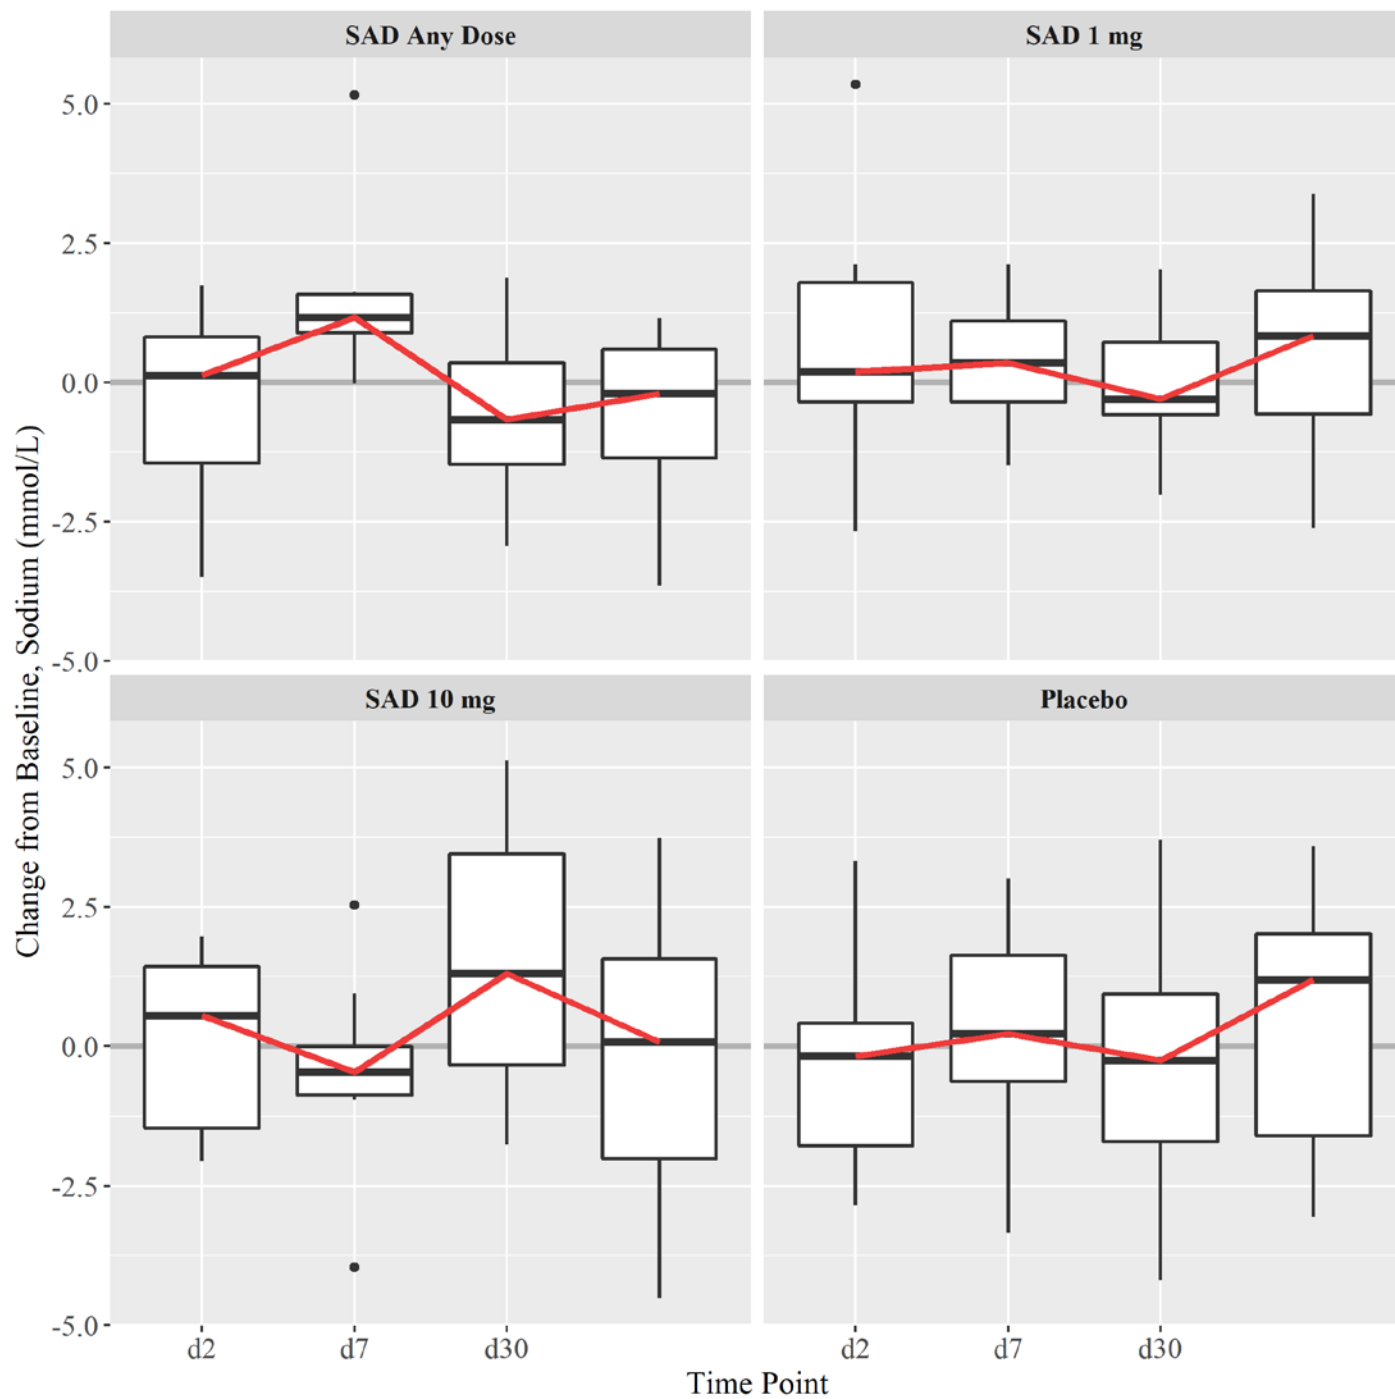 SAD Any Dose
SAD 1 mg
5.0
2.5
0.0
-2.5
-5.0
SAD 10 mg
Placebo
5.0
2.5
0.0
-2.5
-5.0
Change from Baseline, Sodium (mmol/L)
d2 d7 d30
d2 d7 d30
Time Point